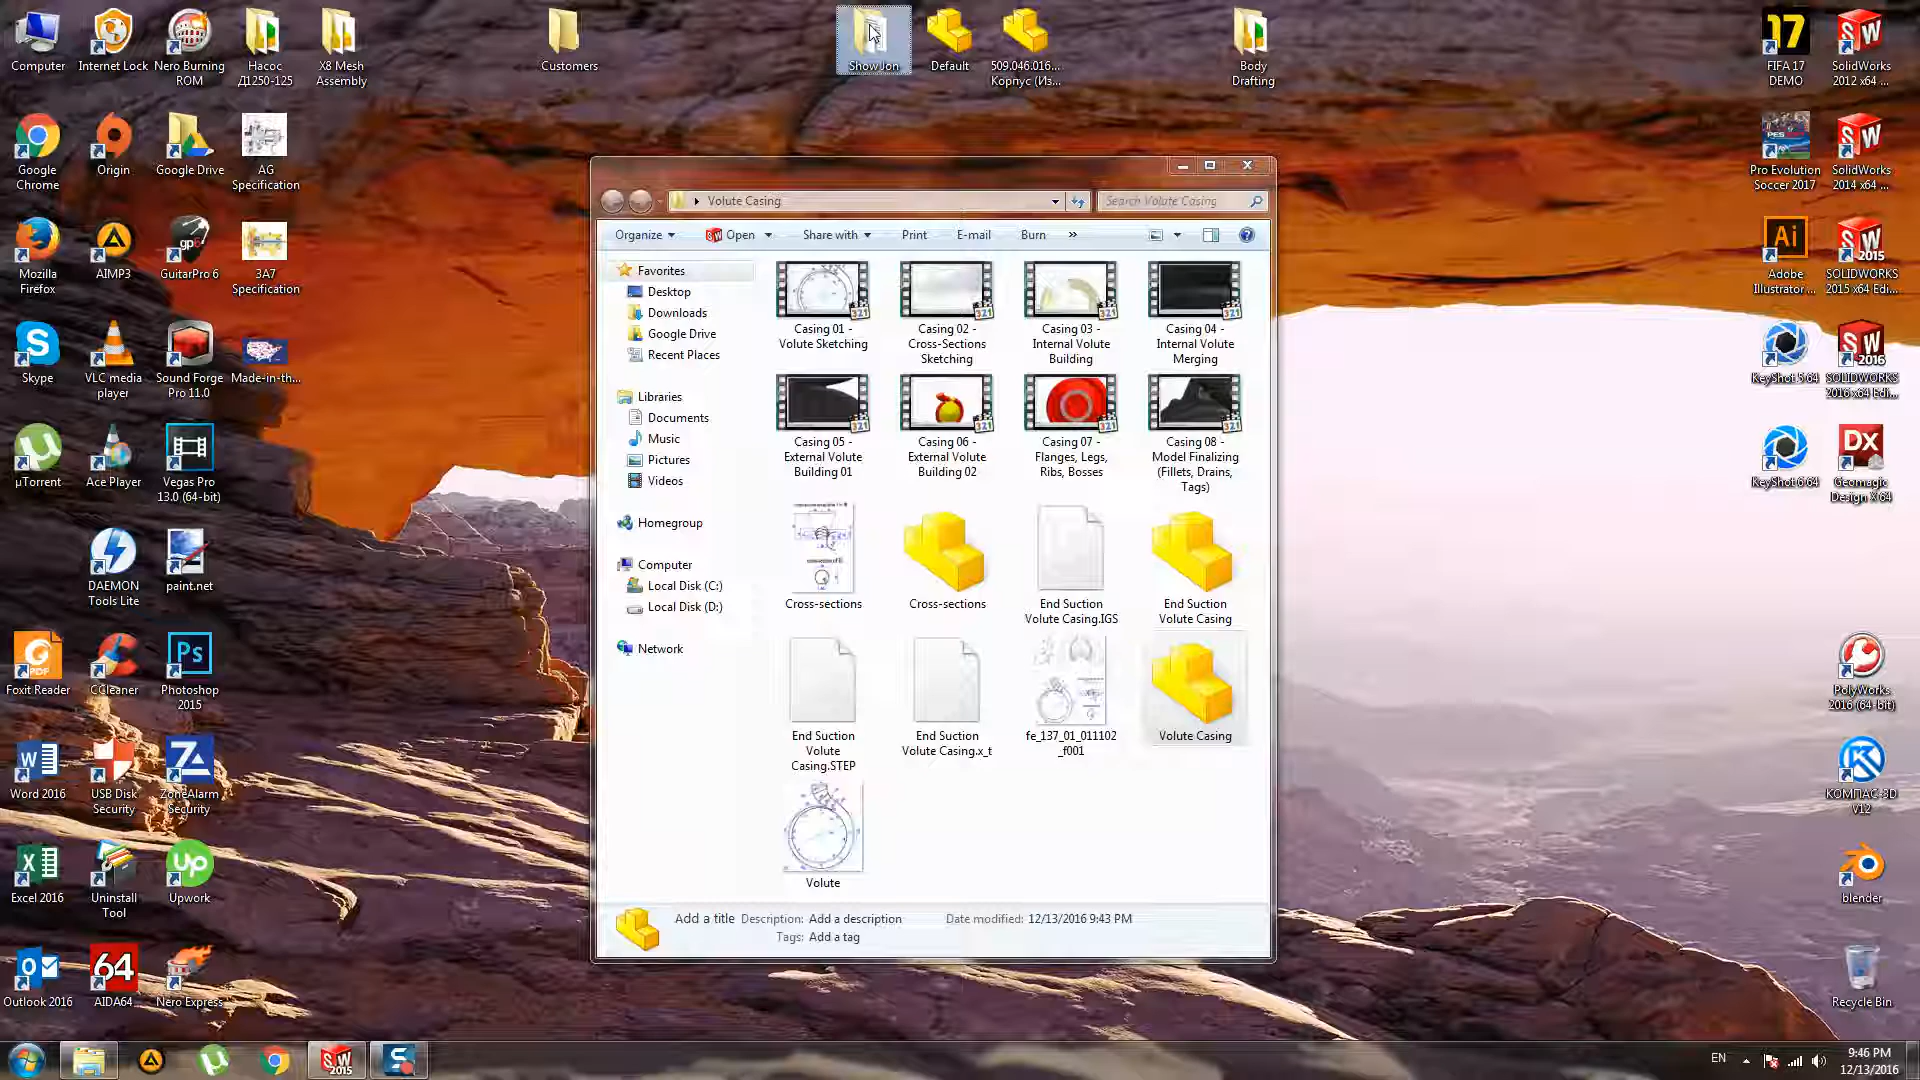 Computer
Internet Lock
Nero Burning
ROM
Насос
Д1250-125
X8 Mesh
Assembly
Customers
ShowJon
Default
509.046.016...
Корпус (Из...
Body
Drafting
17
FIFA 17
DEMO
SolidWorks
2012 x64 ...
Google
Chrome
Origin
Google Drive
AG
Specification
Pro Evolution
Soccer 2017
SolidWorks
2014 x64 ...
Mozilla
Firefox
AIMP3
GuitarPro 6
3A7
Specification
Adobe
Illustrator ...
SOLIDWORKS
2015 x64 Edi...
Skype
VLC media
player
Sound Forge
Pro 11.0
Made-in-th...
KeyShot 5 64
SOLIDWORKS
2016 x64 Edi...
µTorrent
Ace Player
Vegas Pro
13.0 (64-bit)
KeyShot 6 64
Geomagic
Design X 64
DAEMON
Tools Lite
paint.net
Foxit Reader
CCleaner
Photoshop
2015
PolyWorks
2016 (64-bit)
Word 2016
USB Disk
Security
ZoneAlarm
Security
КОМПАС-3D
V12
Excel 2016
Uninstall
Tool
Upwork
blender
Outlook 2016
AIDA64
Nero Express
Recycle Bin
Volute Casing
Search Volute Casing
Organize
Open
Share with
Print
E-mail
Burn
»
Favorites
Desktop
Downloads
Google Drive
Recent Places
Libraries
Documents
Music
Pictures
Videos
Homegroup
Computer
Local Disk (C:)
Local Disk (D:)
Network
Casing 01 -
Volute Sketching
Casing 02 -
Cross-Sections
Sketching
Casing 03 -
Internal Volute
Building
Casing 04 -
Internal Volute
Merging
Casing 05 -
External Volute
Building 01
Casing 06 -
External Volute
Building 02
Casing 07 -
Flanges, Legs,
Ribs, Bosses
Casing 08 -
Model Finalizing
(Fillets, Drains,
Tags)
Cross-sections
Cross-sections
End Suction
Volute Casing.IGS
End Suction
Volute Casing
End Suction
Volute
Casing.STEP
End Suction
Volute Casing.x_t
fe_137_01_011102
_f001
Volute Casing
Volute
Add a title Description: Add a description Date modified: 12/13/2016 9:43 PM
Tags: Add a tag
EN
9:46 PM
12/13/2016